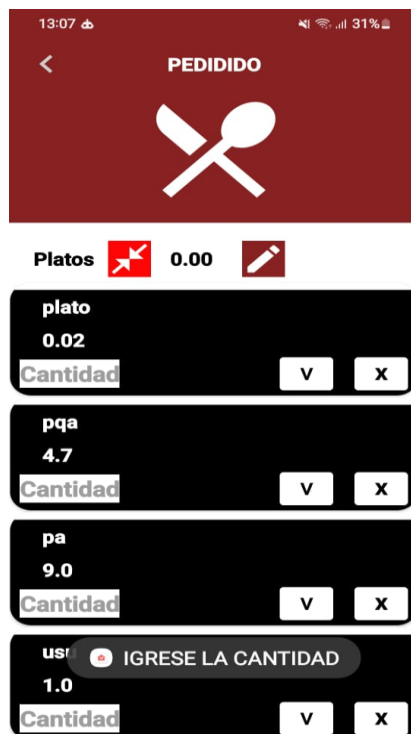 13:07 31%
PEDIDIDO
Platos 0.00
plato
0.02
Cantidad V X
pqa
4.7
Cantidad V X
pa
9.0
Cantidad V X
usu
IGRESE LA CANTIDAD
1.0
Cantidad V X